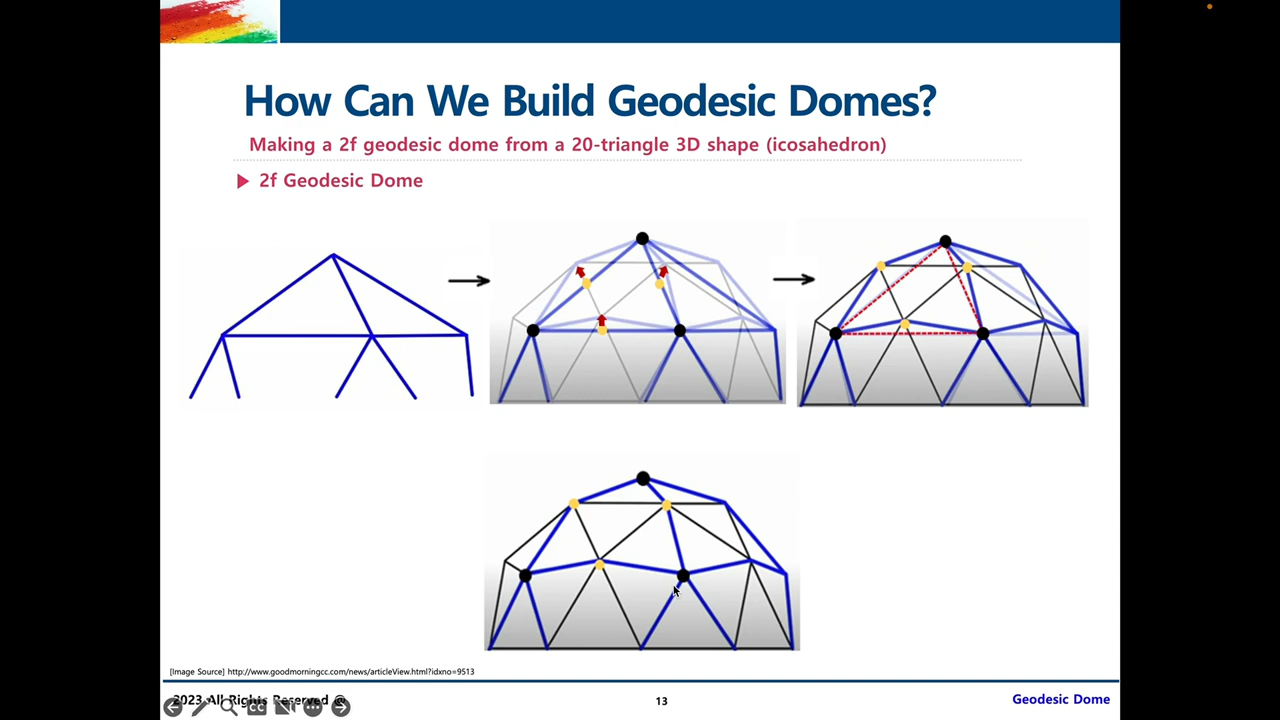 How Can We Build Geodesic Domes?
Making a 2f geodesic dome from a 20-triangle 3D shape (icosahedron)
2f Geodesic Dome
[Image Source] http://www.goodmorningcc.com/news/articleView.html?idxno=9513
2023 All Rights Reserved @
CC
13
Geodesic Dome